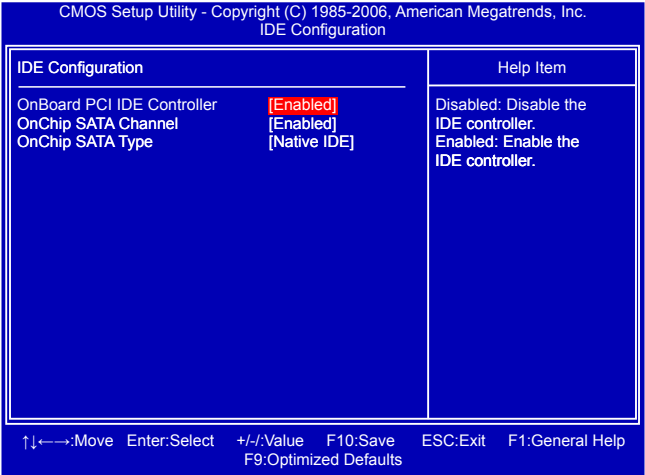 CMOS Setup Utility - Copyright (C) 1985-2006, American Megatrends, Inc.
IDE Configuration
IDE Configuration
Help Item
OnBoard PCI IDE Controller [Enabled]
OnChip SATA Channel [Enabled]
OnChip SATA Type [Native IDE]
Disabled: Disable the
IDE controller.
Enabled: Enable the
IDE controller.
↑↓←→:Move Enter:Select +/-/:Value F10:Save ESC:Exit F1:General Help
F9:Optimized Defaults